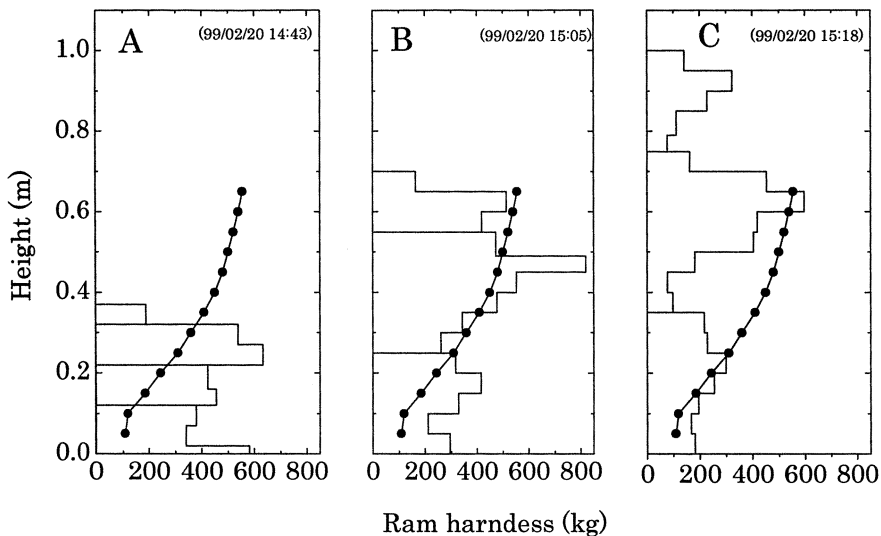 A (99/02/20 14:43)
B (99/02/20 15:05)
C (99/02/20 15:18)
Height (m)
1.0
0.8
0.6
0.4
0.2
0.0
0 200 400 600 800
0 200 400 600 800
0 200 400 600 800
Ram harndess (kg)